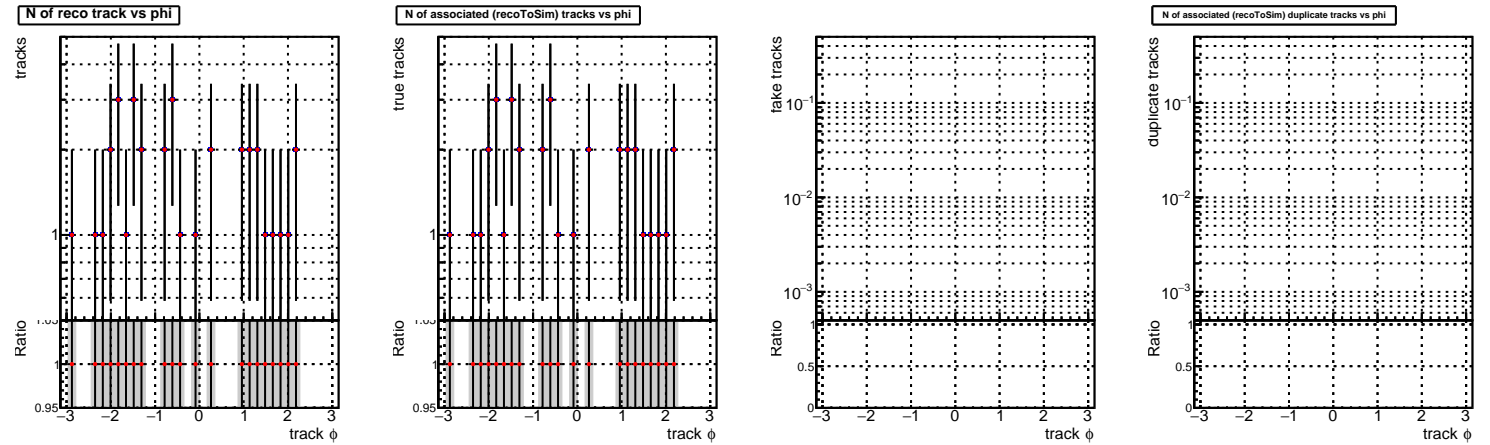 N of reco track vs phi
tracks
1
Ratio
1.05
1
0.95
−3 −2 −1 0 1 2 3
track ϕ
N of associated (recoToSim) tracks vs phi
true tracks
1
Ratio
1.05
1
0.95
−3 −2 −1 0 1 2 3
track ϕ
fake tracks
10⁻¹
10⁻²
10⁻³
Ratio
1
0.5
0
−3 −2 −1 0 1 2 3
track ϕ
N of associated (recoToSim) duplicate tracks vs phi
duplicate tracks
10⁻¹
10⁻²
10⁻³
Ratio
1
0.5
0
−3 −2 −1 0 1 2 3
track ϕ